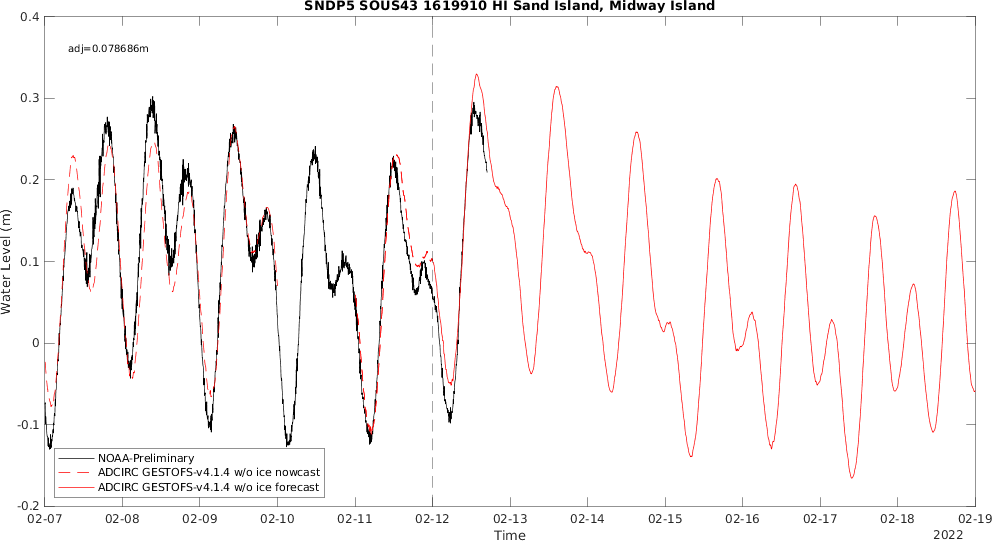 SNDP5 SOUS43 1619910 HI Sand Island, Midway Island
0.4
adj=0.078686m
0.3
0.2
0.1
0
-0.1
-0.2
Water Level (m)
NOAA-Preliminary
ADCIRC GESTOFS-v4.1.4 w/o ice nowcast
ADCIRC GESTOFS-v4.1.4 w/o ice forecast
02-07 02-08 02-09 02-10 02-11 02-12 02-13 02-14 02-15 02-16 02-17 02-18 02-19
Time
2022